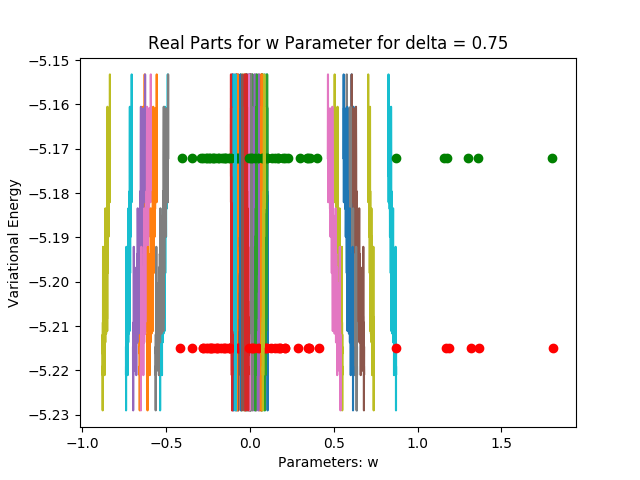 Real Parts for w Parameter for delta = 0.75
−5.15
−5.16
−5.17
−5.18
−5.19
−5.20
−5.21
−5.22
−5.23
Variational Energy
−1.0 −0.5 0.0 0.5 1.0 1.5
Parameters: w